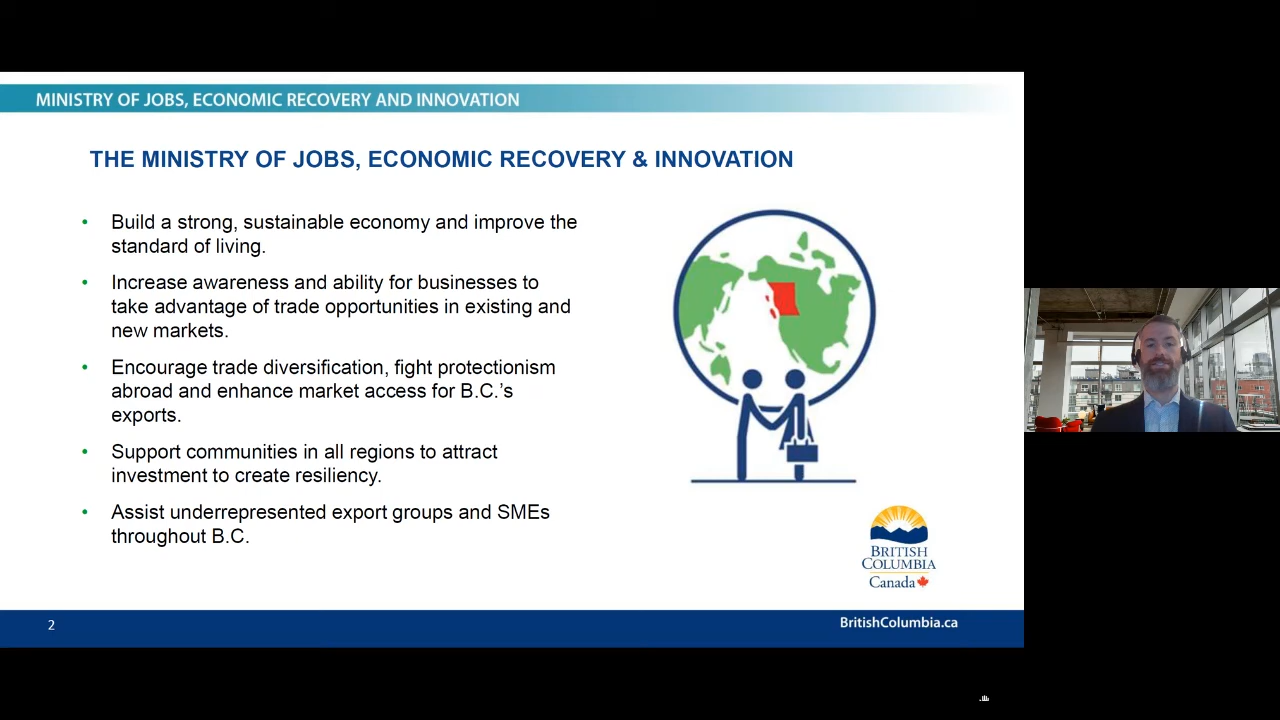 MINISTRY OF JOBS, ECONOMIC RECOVERY AND INNOVATION
THE MINISTRY OF JOBS, ECONOMIC RECOVERY & INNOVATION
• Build a strong, sustainable economy and improve the
standard of living.
• Increase awareness and ability for businesses to
take advantage of trade opportunities in existing and
new markets.
• Encourage trade diversification, fight protectionism
abroad and enhance market access for B.C.’s
exports.
• Support communities in all regions to attract
investment to create resiliency.
• Assist underrepresented export groups and SMEs
throughout B.C.
BRITISH
COLUMBIA
Canada
2
BritishColumbia.ca